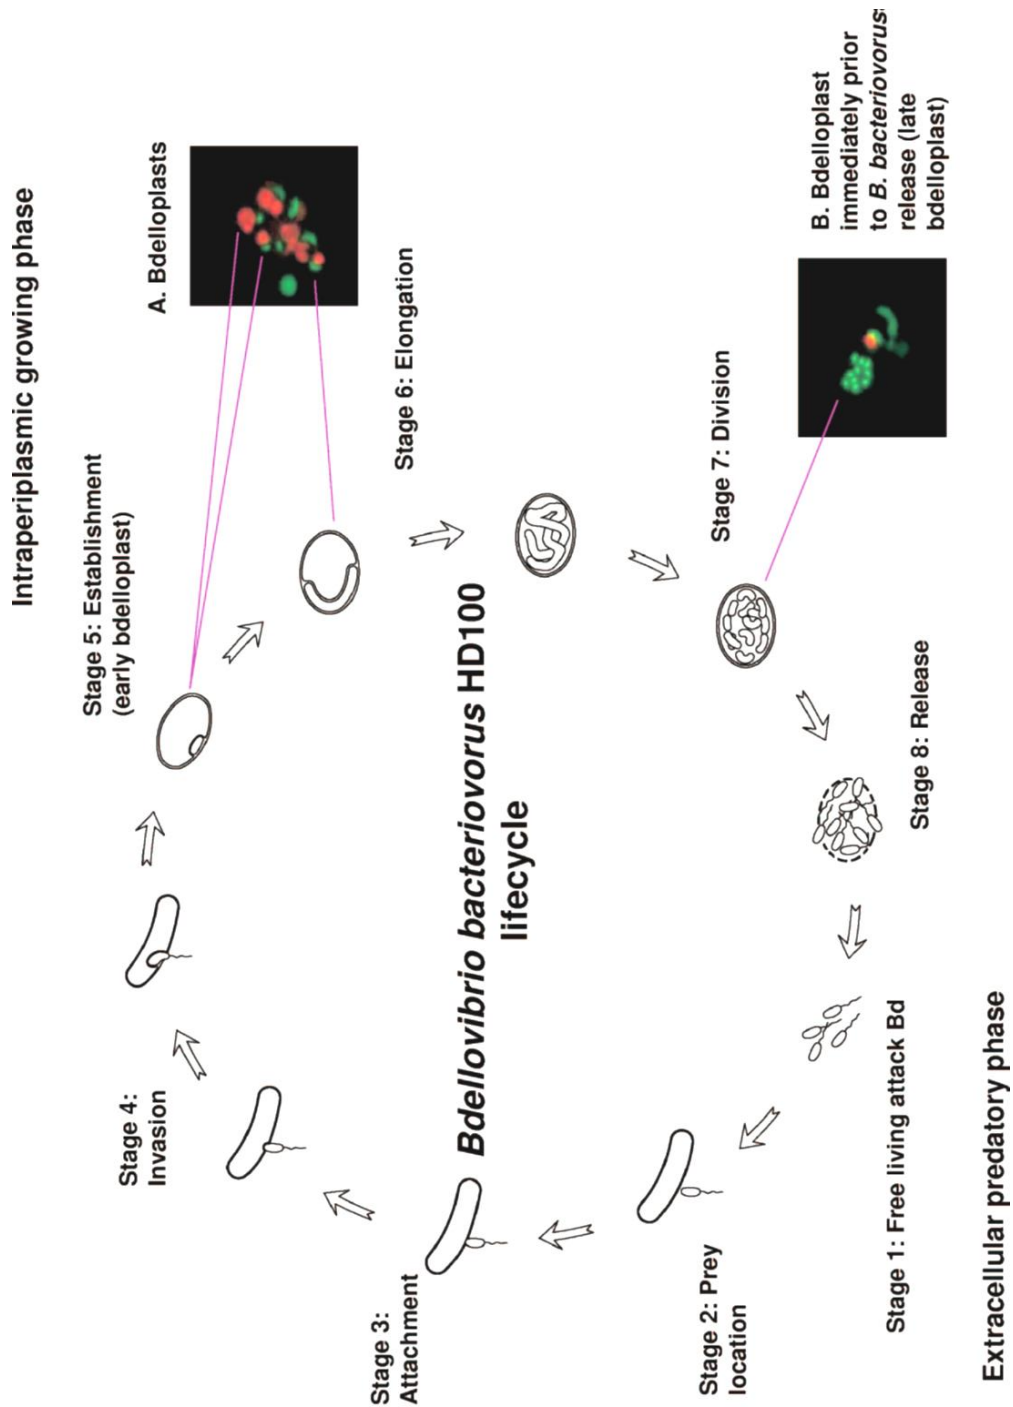 Intraperiplasmic growing phase
Stage 5: Establishment
(early bdelloplast)
A. Bdelloplasts
Stage 4:
Invasion
Stage 6: Elongation
Stage 3:
Attachment
Bdellovibrio bacteriovorus HD100
lifecycle
Stage 7: Division
Stage 2: Prey
location
B. Bdelloplast
immediately prior
to B. bacteriovorus
release (late
bdelloplast)
Stage 8: Release
Stage 1: Free living attack Bd
Extracellular predatory phase